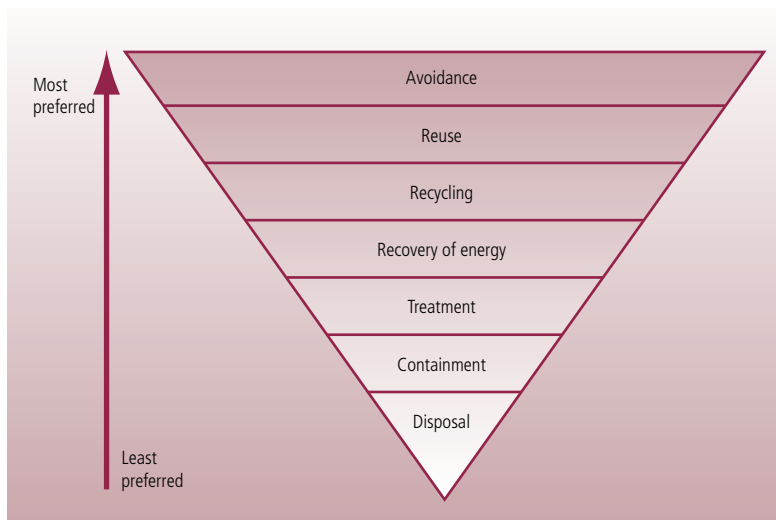 Most
preferred
Avoidance
Reuse
Recycling
Recovery of energy
Treatment
Containment
Disposal
Least
preferred